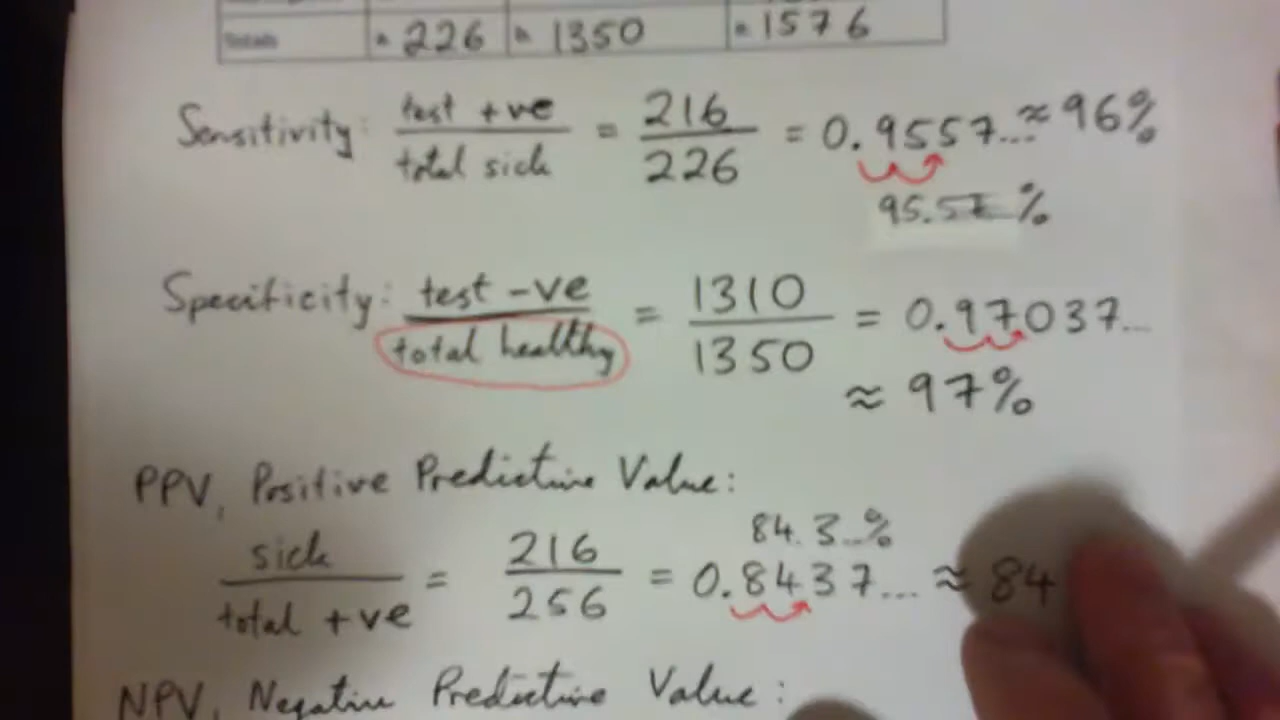 Totals 226 1350 1576
Sensitivity: test +ve / total sick = 216 / 226 = 0.9557... ≈ 96%
95.5 %
Specificity: test -ve / total healthy = 1310 / 1350 = 0.97037...
≈ 97%
PPV, Positive Predictive Value:
84.3...%
sick / total +ve = 216 / 256 = 0.8437... ≈ 84
NPV, Negative Predictive Value: